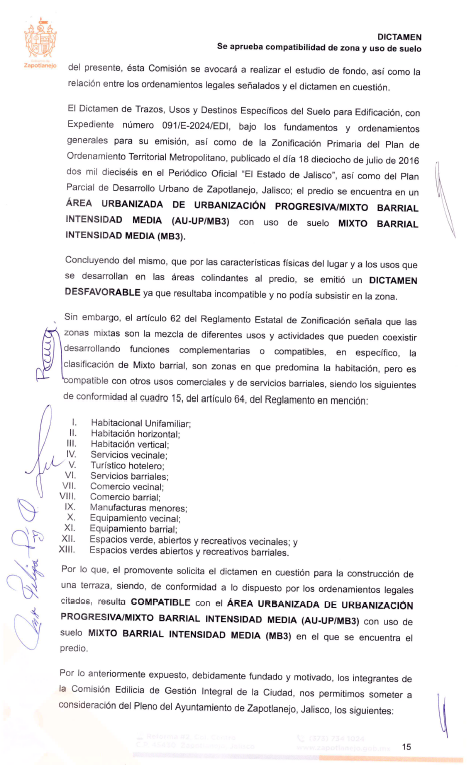 Zapotlanejo
DICTAMEN
Se aprueba compatibilidad de zona y uso de suelo
del presente, ésta Comisión se avocará a realizar el estudio de fondo, así como la
relación entre los ordenamientos legales señalados y el dictamen en cuestión.
El Dictamen de Trazos, Usos y Destinos Específicos del Suelo para Edificación, con
Expediente número 091/E-2024/EDI, bajo los fundamentos y ordenamientos
generales para su emisión, así como de la Zonificación Primaria del Plan de
Ordenamiento Territorial Metropolitano, publicado el día 18 dieciocho de julio de 2016
dos mil dieciséis en el Periódico Oficial "El Estado de Jalisco", así como del Plan
Parcial de Desarrollo Urbano de Zapotlanejo, Jalisco; el predio se encuentra en un
ÁREA URBANIZADA DE URBANIZACIÓN PROGRESIVA/MIXTO BARRIAL
INTENSIDAD MEDIA (AU-UP/MB3) con uso de suelo MIXTO BARRIAL
INTENSIDAD MEDIA (MB3).
Concluyendo del mismo, que por las características físicas del lugar y a los usos que
se desarrollan en las áreas colindantes al predio, se emitió un DICTAMEN
DESFAVORABLE ya que resultaba incompatible y no podía subsistir en la zona.
Sin embargo, el artículo 62 del Reglamento Estatal de Zonificación señala que las
zonas mixtas son la mezcla de diferentes usos y actividades que pueden coexistir
desarrollando funciones complementarias o compatibles, en específico, la
clasificación de Mixto barrial, son zonas en que predomina la habitación, pero es
compatible con otros usos comerciales y de servicios barriales, siendo los siguientes
de conformidad al cuadro 15, del artículo 64, del Reglamento en mención:
I. Habitacional Unifamiliar;
II. Habitación horizontal;
III. Habitación vertical;
IV. Servicios vecinale;
V. Turístico hotelero;
VI. Servicios barriales;
VII. Comercio vecinal;
VIII. Comercio barrial;
IX. Manufacturas menores;
X. Equipamiento vecinal;
XI. Equipamiento barrial;
XII. Espacios verde, abiertos y recreativos vecinales; y
XIII. Espacios verdes abiertos y recreativos barriales.
Por lo que, el promovente solicita el dictamen en cuestión para la construcción de
una terraza, siendo, de conformidad a lo dispuesto por los ordenamientos legales
citados, resulta COMPATIBLE con el ÁREA URBANIZADA DE URBANIZACIÓN
PROGRESIVA/MIXTO BARRIAL INTENSIDAD MEDIA (AU-UP/MB3) con uso de
suelo MIXTO BARRIAL INTENSIDAD MEDIA (MB3) en el que se encuentra el
predio.
Por lo anteriormente expuesto, debidamente fundado y motivado, los integrantes de
la Comisión Edilicia de Gestión Integral de la Ciudad, nos permitimos someter a
consideración del Pleno del Ayuntamiento de Zapotlanejo, Jalisco, los siguientes:
15